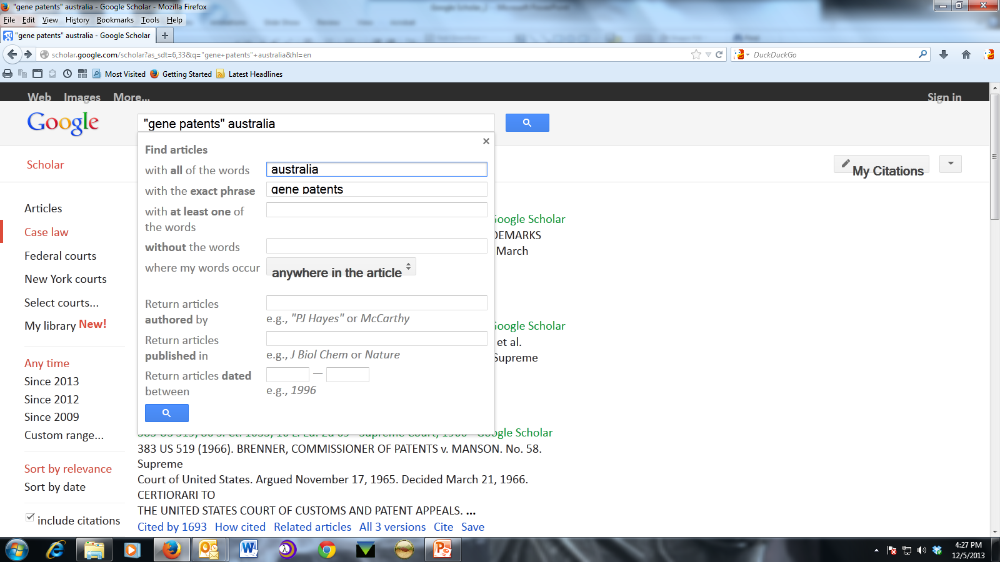 "gene patents" australia - Google Scholar - Mozilla Firefox
File Edit View History Bookmarks Tools Help
"gene patents" australia - Google Scholar
scholar.google.com/scholar?as_sdt=6,33&q="gene+patents"+australia&hl=en
DuckDuckGo
Most Visited Getting Started Latest Headlines
Web Images More... Sign in
Google "gene patents" australia
Find articles
Scholar
with all of the words australia
My Citations
with the exact phrase gene patents
with at least one of
the words
without the words
where my words occur anywhere in the article
Return articles
authored by
e.g., "PJ Hayes" or McCarthy
Return articles
published in
e.g., J Biol Chem or Nature
Return articles dated —
between
e.g., 1996
Articles
Case law
Federal courts
New York courts
Select courts...
My library New!
Any time
Since 2013
Since 2012
Since 2009
Custom range...
Sort by relevance
Sort by date
include citations
Google Scholar
DEMARKS
March
Google Scholar
et al.
Supreme
Google Scholar
383 US 519 (1966). BRENNER, COMMISSIONER OF PATENTS v. MANSON. No. 58.
Supreme
Court of United States. Argued November 17, 1965. Decided March 21, 1966.
CERTIORARI TO
THE UNITED STATES COURT OF CUSTOMS AND PATENT APPEALS. ...
Cited by 1693 How cited Related articles All 3 versions Cite Save
4:27 PM
12/5/2013